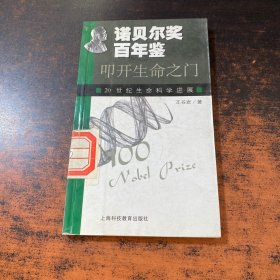 诺贝尔奖
百年鉴
叩开生命之门
20世纪生命科学进展
王谷岩/著
100
Nobel Prize
上海科技教育出版社